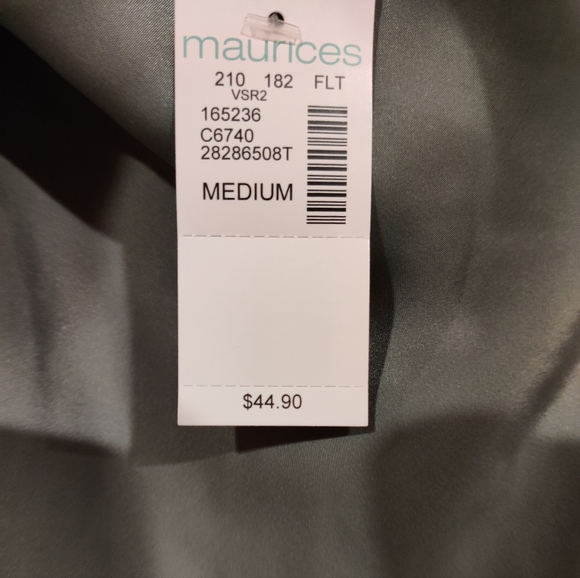 maurices
210 182 FLT
VSR2
165236
C6740
28286508T
MEDIUM
$44.90